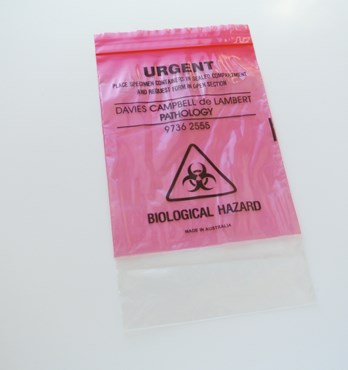 URGENT
PLACE SPECIMEN CONTAINER IN SEALED COMPARTMENT
AND REQUEST FORM IN OPEN SECTION
DAVIES CAMPBELL de LAMBERT
PATHOLOGY
9736 2555
BIOLOGICAL HAZARD
MADE IN AUSTRALIA